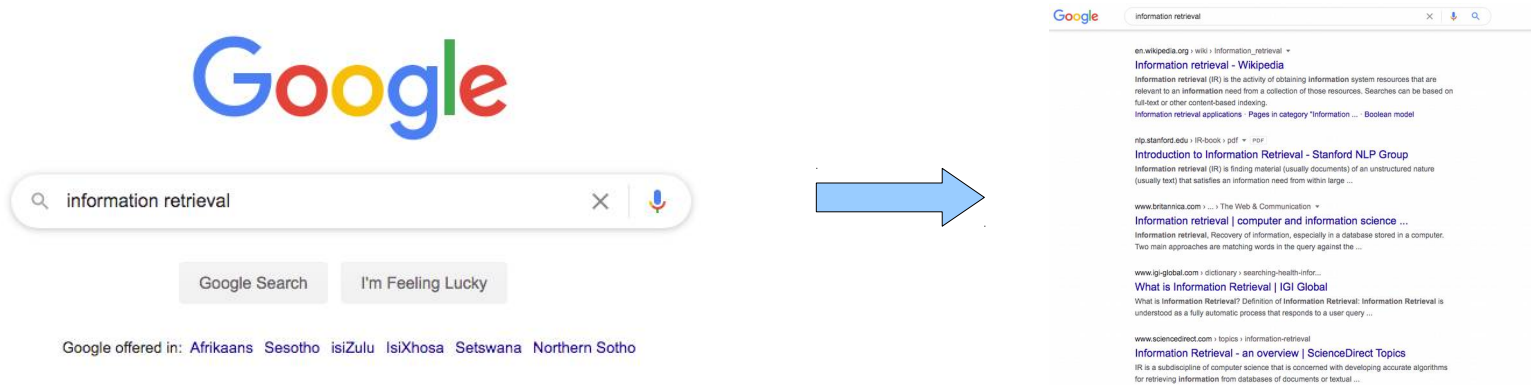 Google
information retrieval
Google Search
I'm Feeling Lucky
Google offered in: Afrikaans Sesotho isiZulu IsiXhosa Setswana Northern Sotho
Google
information retrieval
en.wikipedia.org › wiki › Information_retrieval
Information retrieval - Wikipedia
Information retrieval (IR) is the activity of obtaining information system resources that are
relevant to an information need from a collection of those resources. Searches can be based on
full-text or other content-based indexing.
Information retrieval applications · Pages in category "Information ... · Boolean model
nlp.stanford.edu › IR-book › pdf PDF
Introduction to Information Retrieval - Stanford NLP Group
Information retrieval (IR) is finding material (usually documents) of an unstructured nature
(usually text) that satisfies an information need from within large ...
www.britannica.com › ... › The Web & Communication
Information retrieval | computer and information science ...
Information retrieval, Recovery of information, especially in a database stored in a computer.
Two main approaches are matching words in the query against the ...
www.igi-global.com › dictionary › searching-health-infor...
What is Information Retrieval? | IGI Global
What is Information Retrieval? Definition of Information Retrieval: Information Retrieval is
understood as a fully automatic process that responds to a user query ...
www.sciencedirect.com › topics › information-retrieval
Information Retrieval - an overview | ScienceDirect Topics
IR is a subdiscipline of computer science that is concerned with developing accurate algorithms
for retrieving information from databases of documents or textual ...